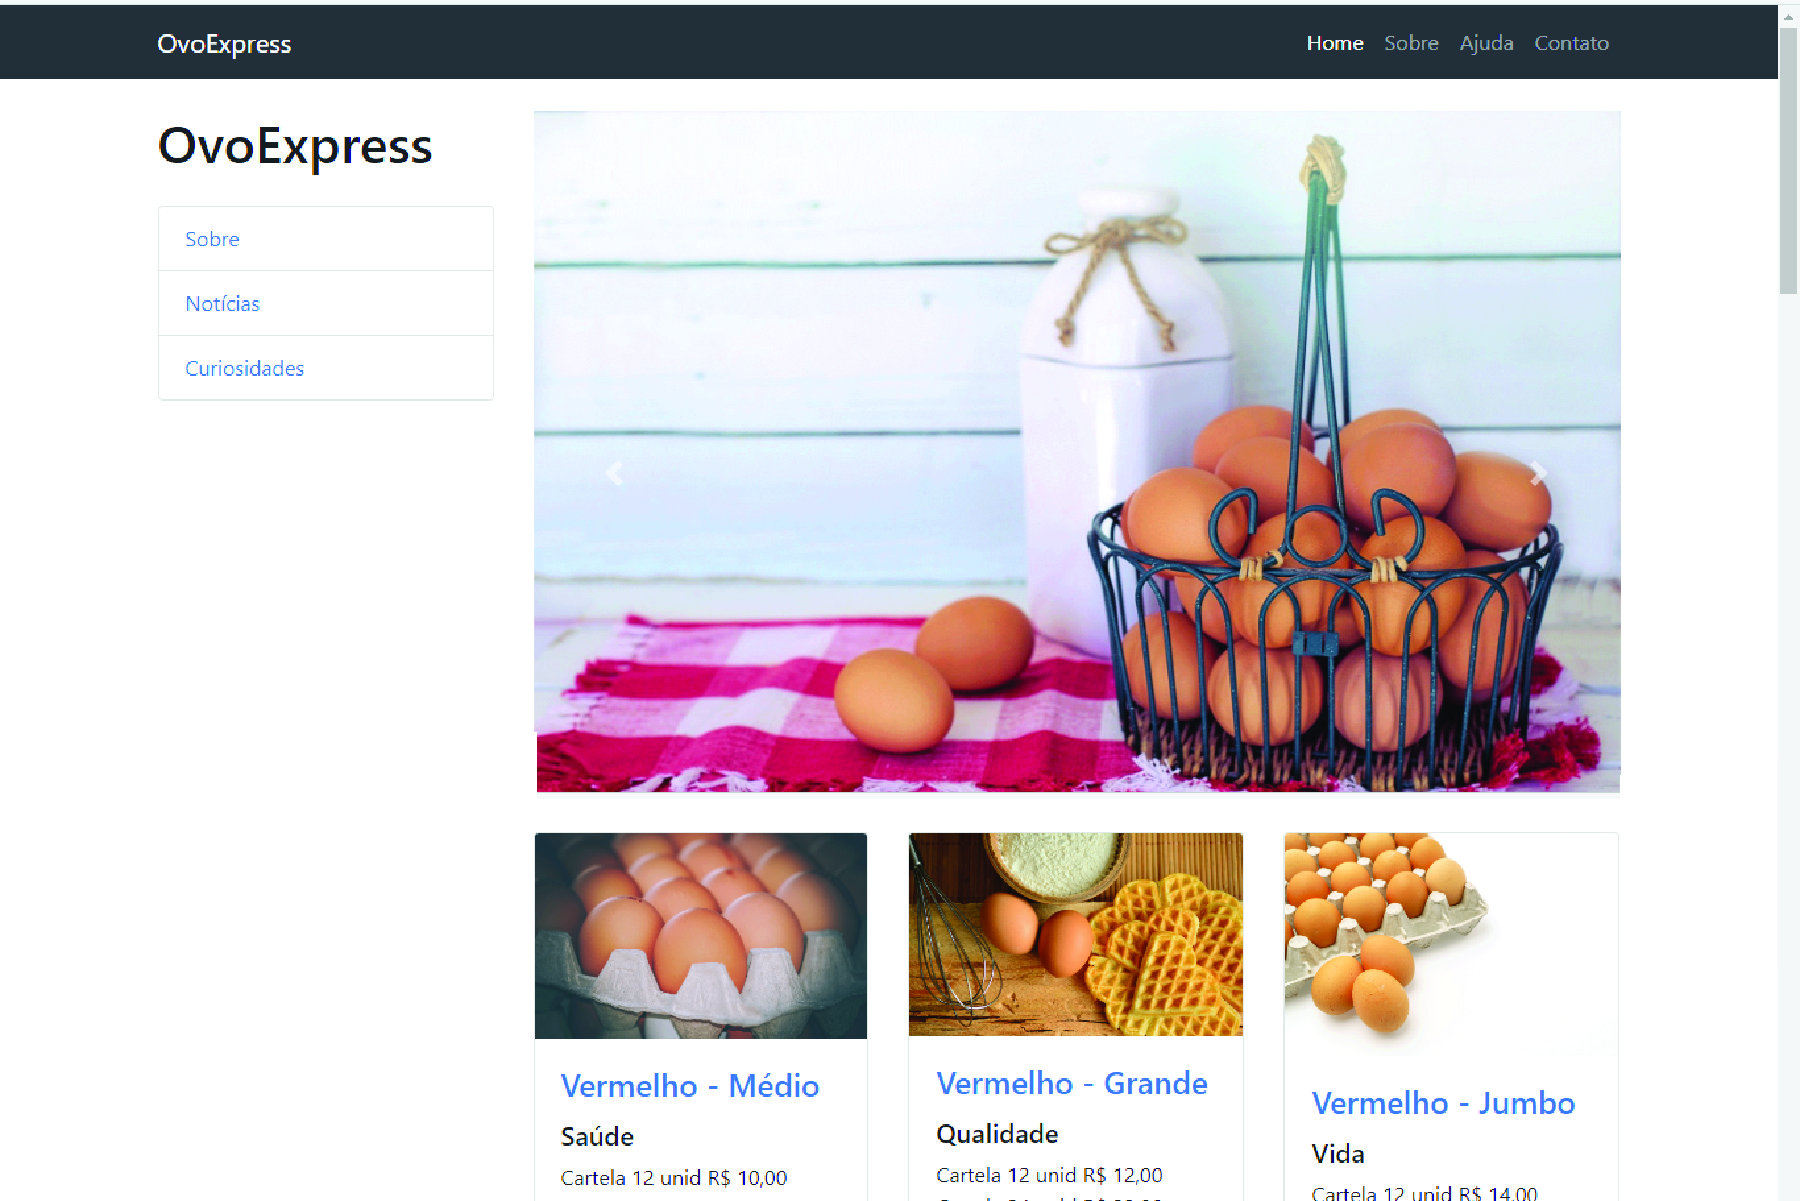 OvoExpress
Home Sobre Ajuda Contato
OvoExpress
Sobre
Notícias
Curiosidades
Vermelho - Médio
Saúde
Cartela 12 unid R$ 10,00
Vermelho - Grande
Qualidade
Cartela 12 unid R$ 12,00
Vermelho - Jumbo
Vida
Cartela 12 unid R$ 14,00